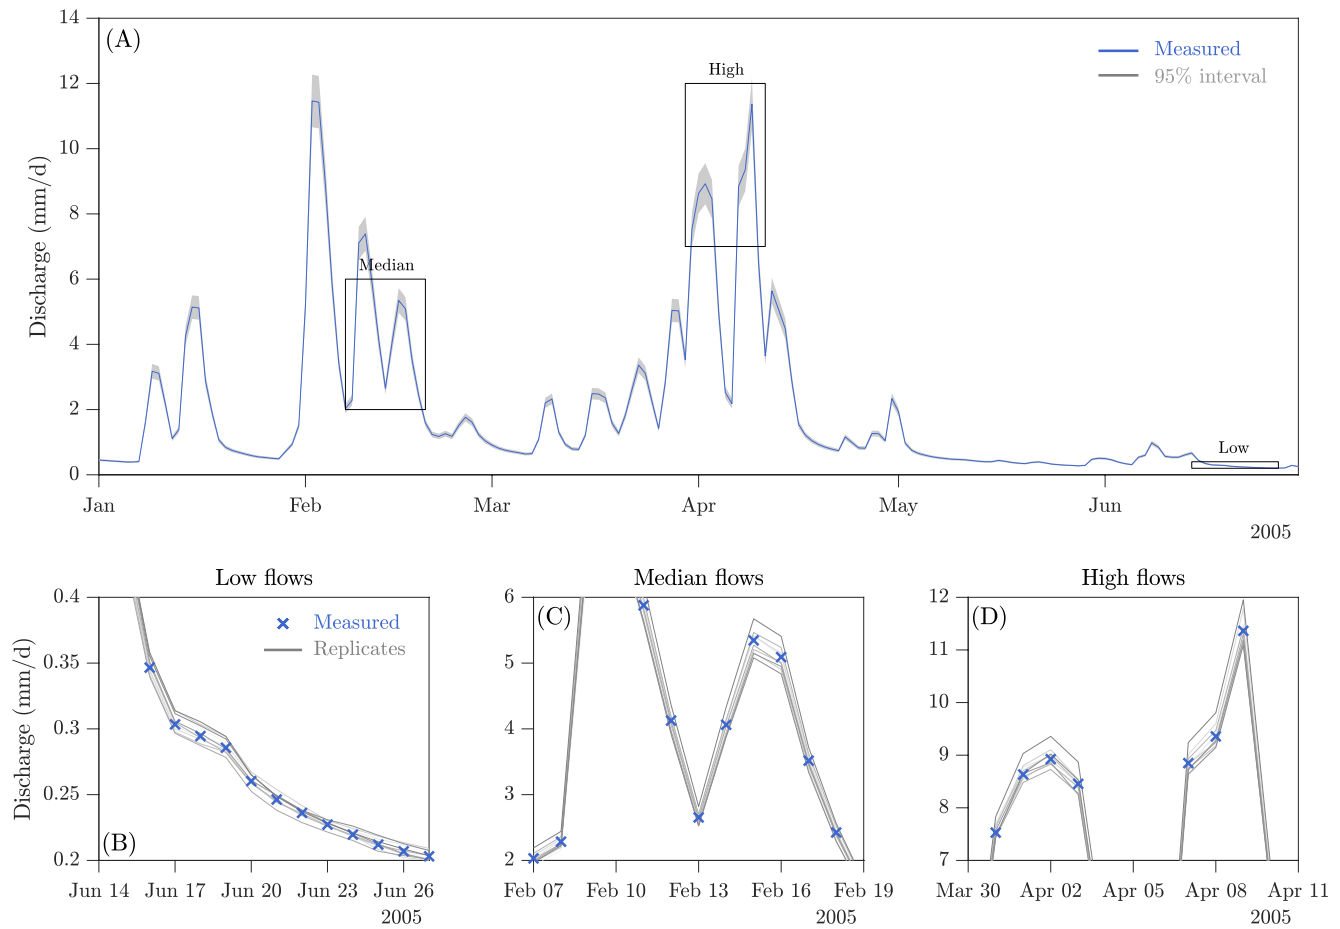 14
(A)
Measured
High
95% interval
12
10
8
Discharge (mm/d)
Median
6
4
2
Low
0
Jan
Feb
Mar
Apr
May
Jun
2005
Low flows
Median flows
High flows
0.4
(B)
Measured
Replicates
0.35
0.3
0.25
0.2
Discharge (mm/d)
Jun 14
Jun 17
Jun 20
Jun 23
Jun 26
2005
6
(C)
5
4
3
2
Feb 07
Feb 10
Feb 13
Feb 16
Feb 19
2005
12
(D)
11
10
9
8
7
Mar 30
Apr 02
Apr 05
Apr 08
Apr 11
2005